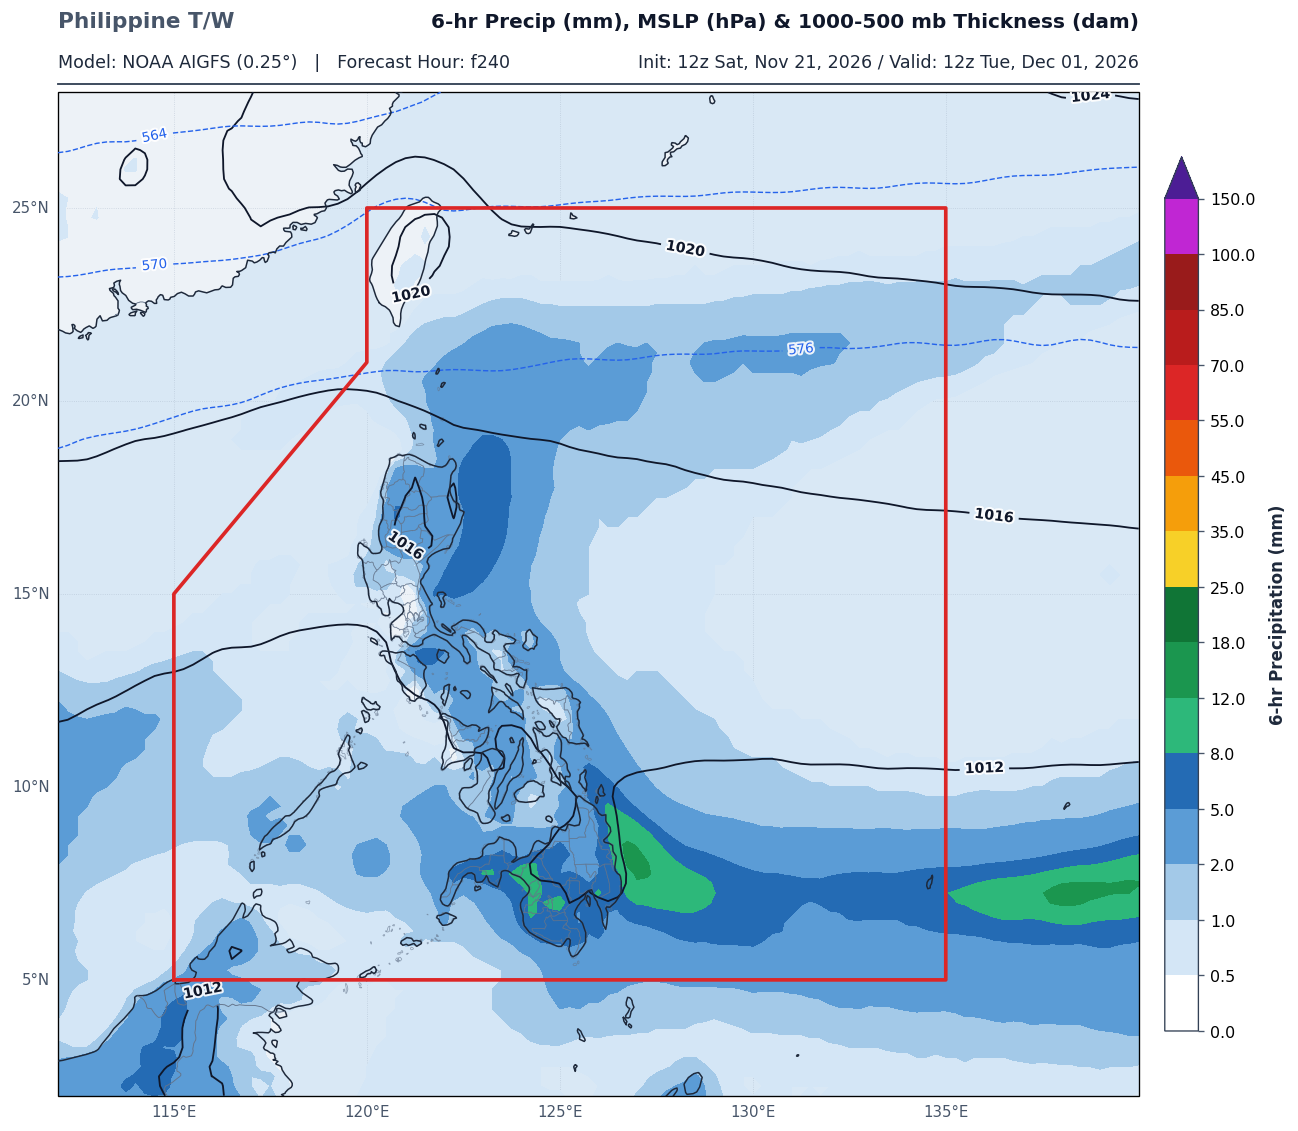 Philippine T/W
6-hr Precip (mm), MSLP (hPa) & 1000-500 mb Thickness (dam)
Model: NOAA AIGFS (0.25°) | Forecast Hour: f240
Init: 12z Sat, Nov 21, 2026 / Valid: 12z Tue, Dec 01, 2026
1024
564
25°N
1020
570
1020
576
20°N
1016
1016
15°N
1012
10°N
5°N
1012
115°E
120°E
125°E
130°E
135°E
150.0
100.0
85.0
70.0
55.0
45.0
35.0
25.0
18.0
12.0
8.0
5.0
2.0
1.0
0.5
0.0
6-hr Precipitation (mm)